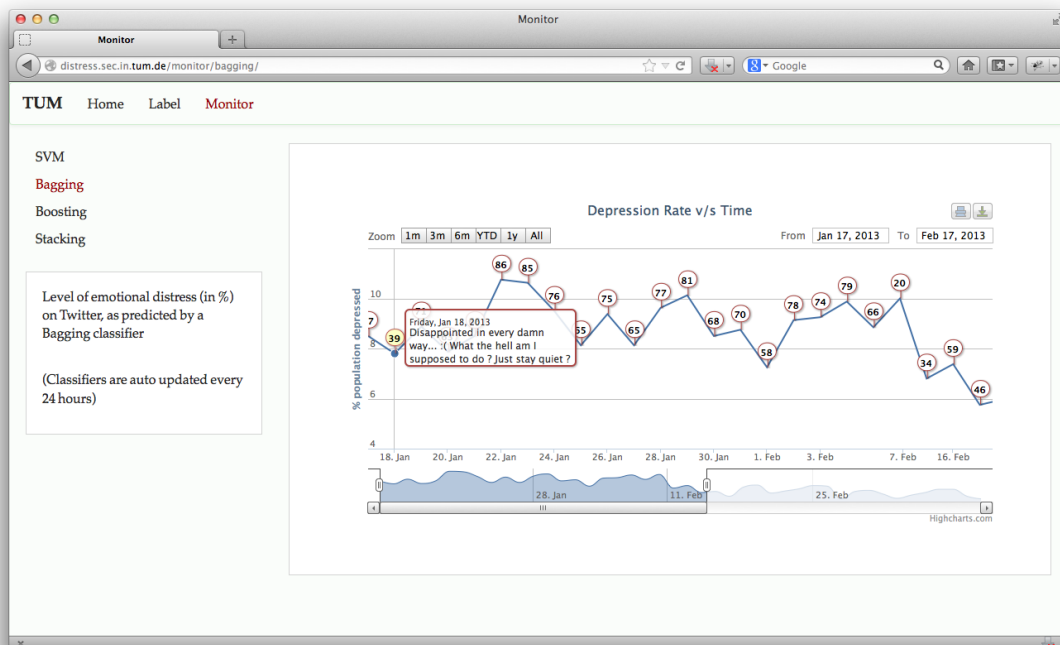 Monitor
Monitor
distress.sec.in.tum.de/monitor/bagging/
Google
TUM Home Label Monitor
SVM
Bagging
Boosting
Stacking
Level of emotional distress (in %)
on Twitter, as predicted by a
Bagging classifier
(Classifiers are auto updated every
24 hours)
Depression Rate v/s Time
Zoom 1m 3m 6m YTD 1y All
From Jan 17, 2013 To Feb 17, 2013
% population depressed
10
8
6
4
7
39
86
85
76
65
75
65
77
81
68
70
58
78
74
79
66
20
34
59
46
Friday, Jan 18, 2013
Disappointed in every damn
way... :( What the hell am I
supposed to do ? Just stay quiet ?
18. Jan 20. Jan 22. Jan 24. Jan 26. Jan 28. Jan 30. Jan 1. Feb 3. Feb 7. Feb 16. Feb
28. Jan 11. Feb 25. Feb
Highcharts.com